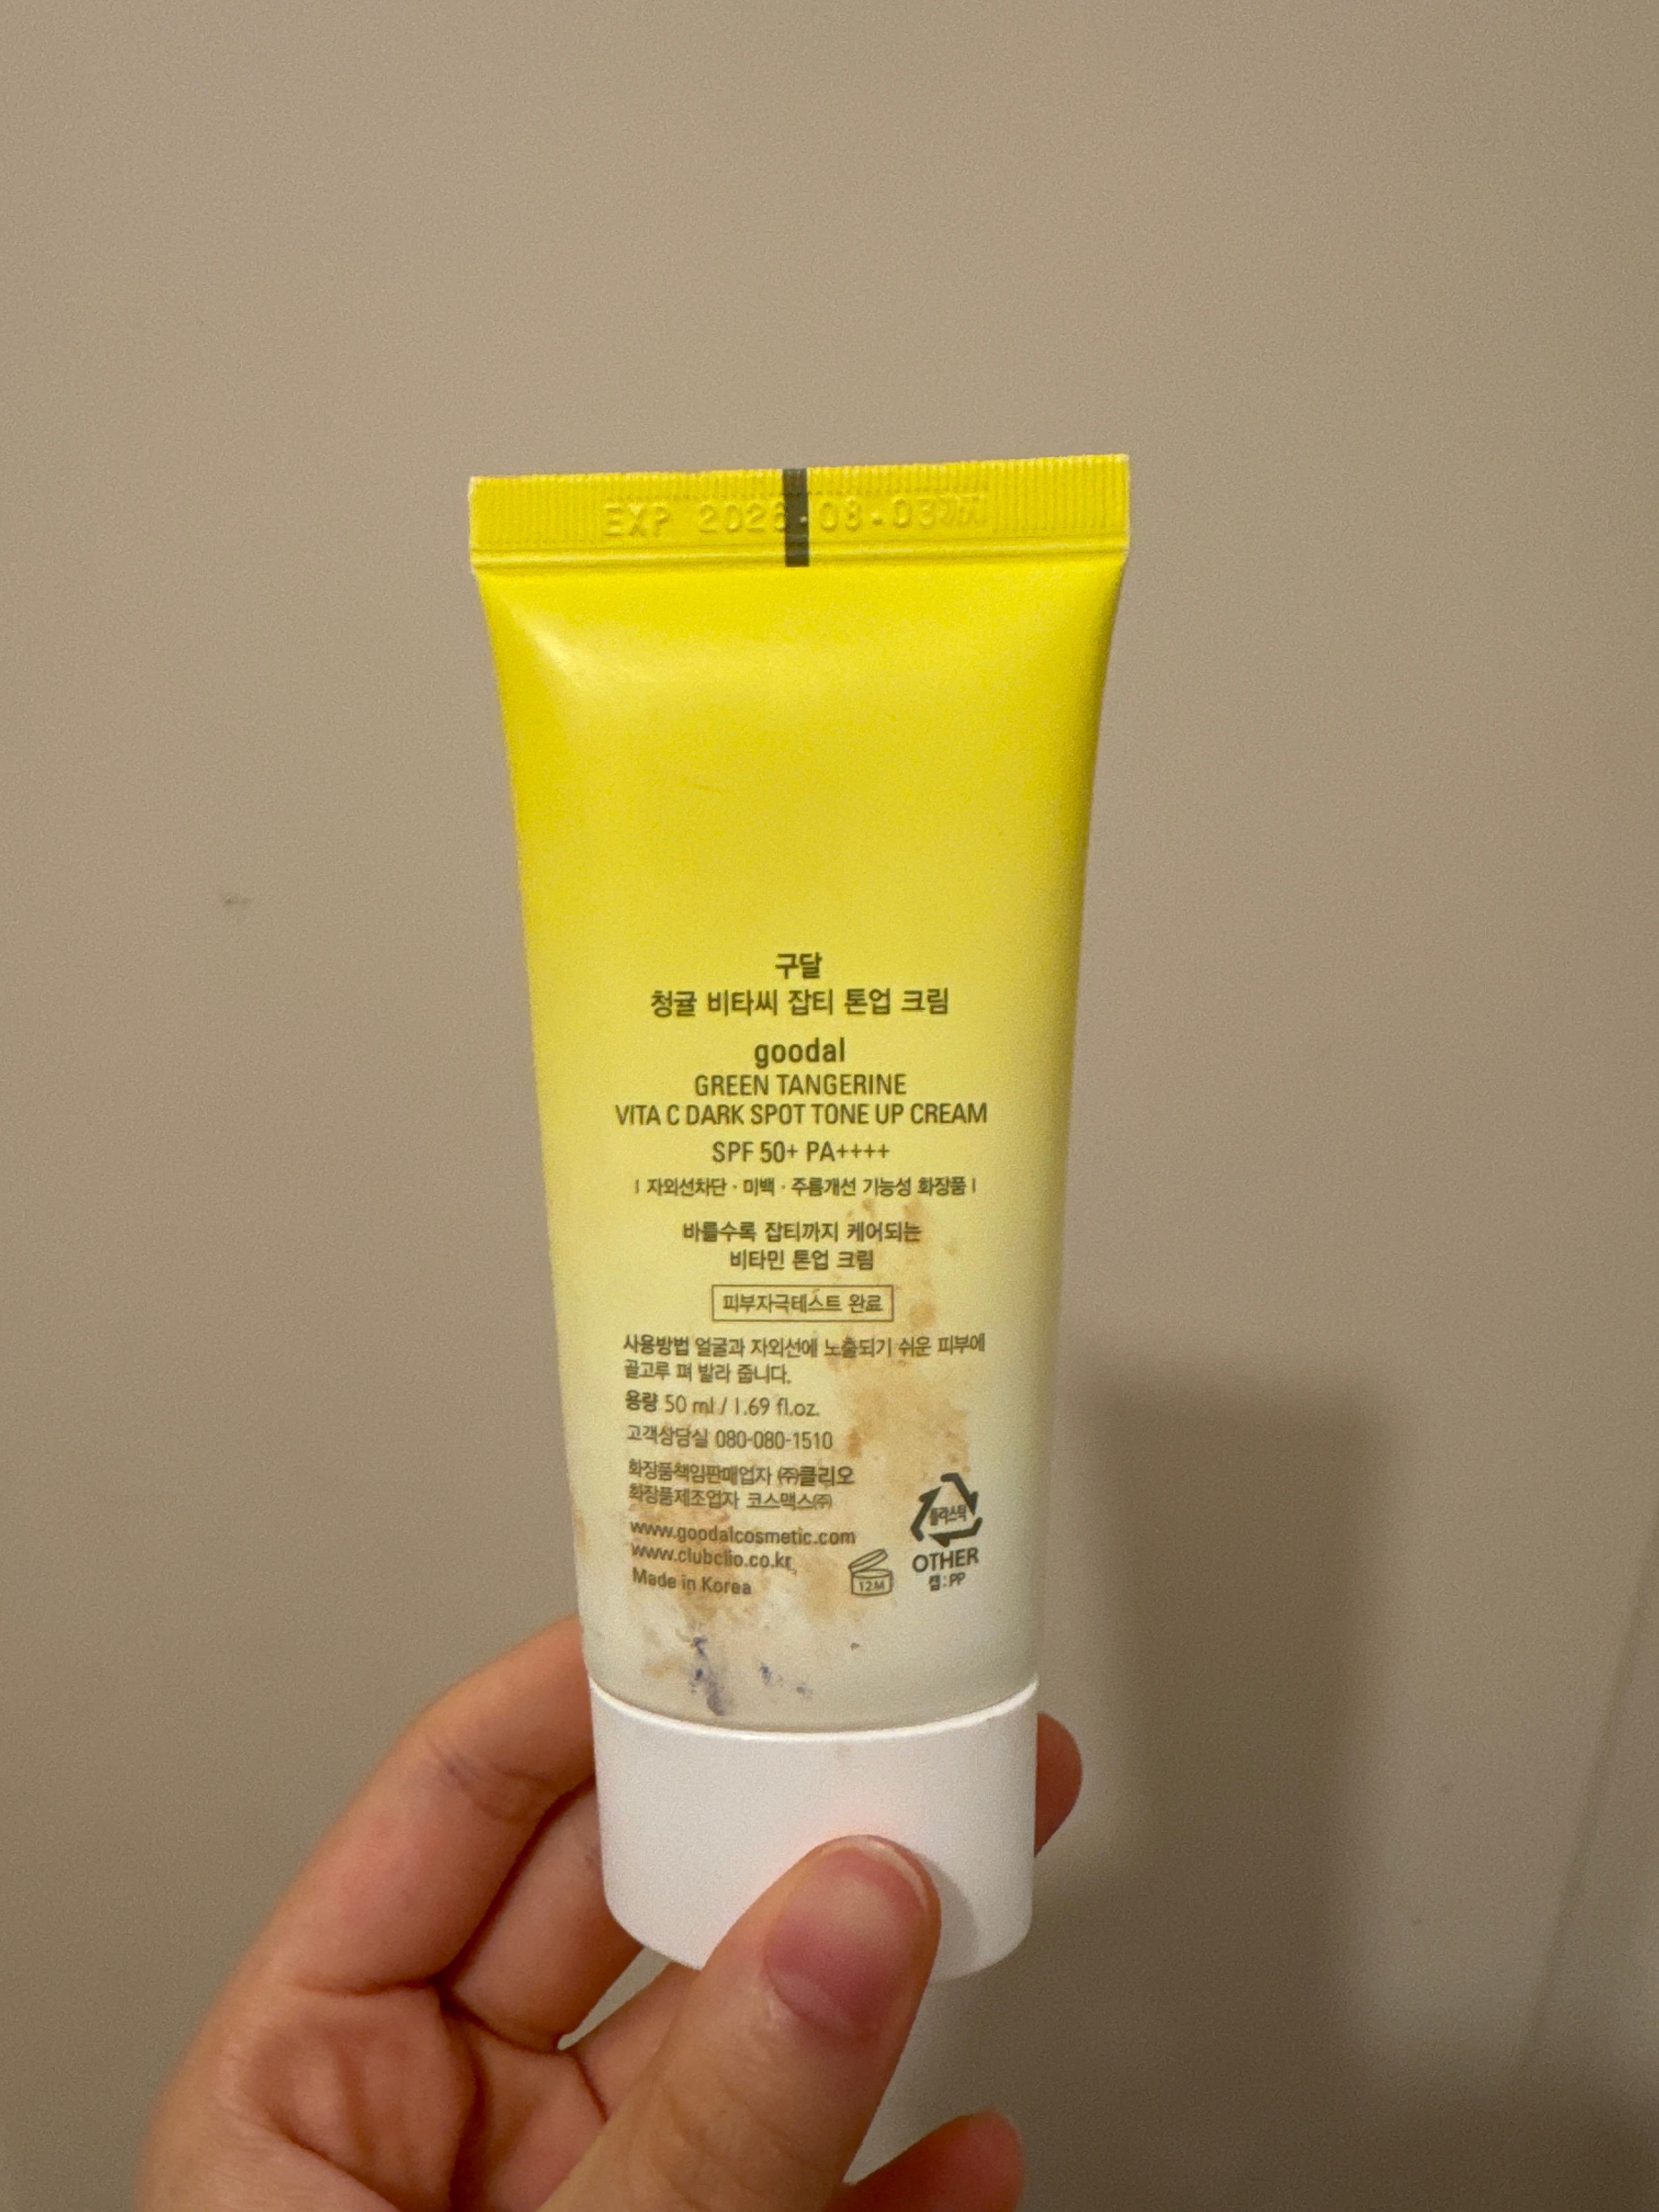 EXP 2026.08.03
구달
청귤 비타씨 잡티 톤업 크림
goodal
GREEN TANGERINE
VITA C DARK SPOT TONE UP CREAM
SPF 50+ PA++++
| 자외선차단 · 미백 · 주름개선 기능성 화장품 |
바를수록 잡티까지 케어되는
비타민 톤업 크림
피부자극테스트 완료
사용방법 얼굴과 자외선에 노출되기 쉬운 피부에
골고루 펴 발라 줍니다.
용량 50 ml / 1.69 fl.oz.
고객상담실 080-080-1510
화장품책임판매업자 ㈜클리오
화장품제조업자 코스맥스㈜
www.goodalcosmetic.com
www.clubclio.co.kr
Made in Korea
12M
플라스틱
OTHER
캡:PP